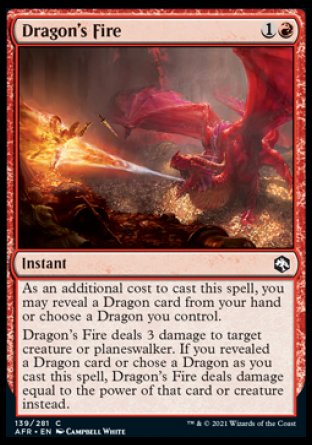 Dragon's Fire 1
Instant
As an additional cost to cast this spell, you
may reveal a Dragon card from your hand
or choose a Dragon you control.
Dragon's Fire deals 3 damage to target
creature or planeswalker. If you revealed
a Dragon card or chose a Dragon as you
cast this spell, Dragon's Fire deals damage
equal to the power of that card or creature
instead.
139/281 C
AFR • EN CAMPBELL WHITE
™ & © 2021 Wizards of the Coast